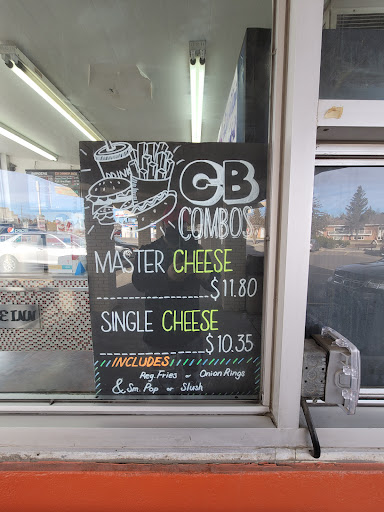 CB
COMBOS
MASTER CHEESE
$11.80
SINGLE CHEESE
$10.35
INCLUDES:
Reg. Fries or Onion Rings
& Sm. Pop or Slush
E INN